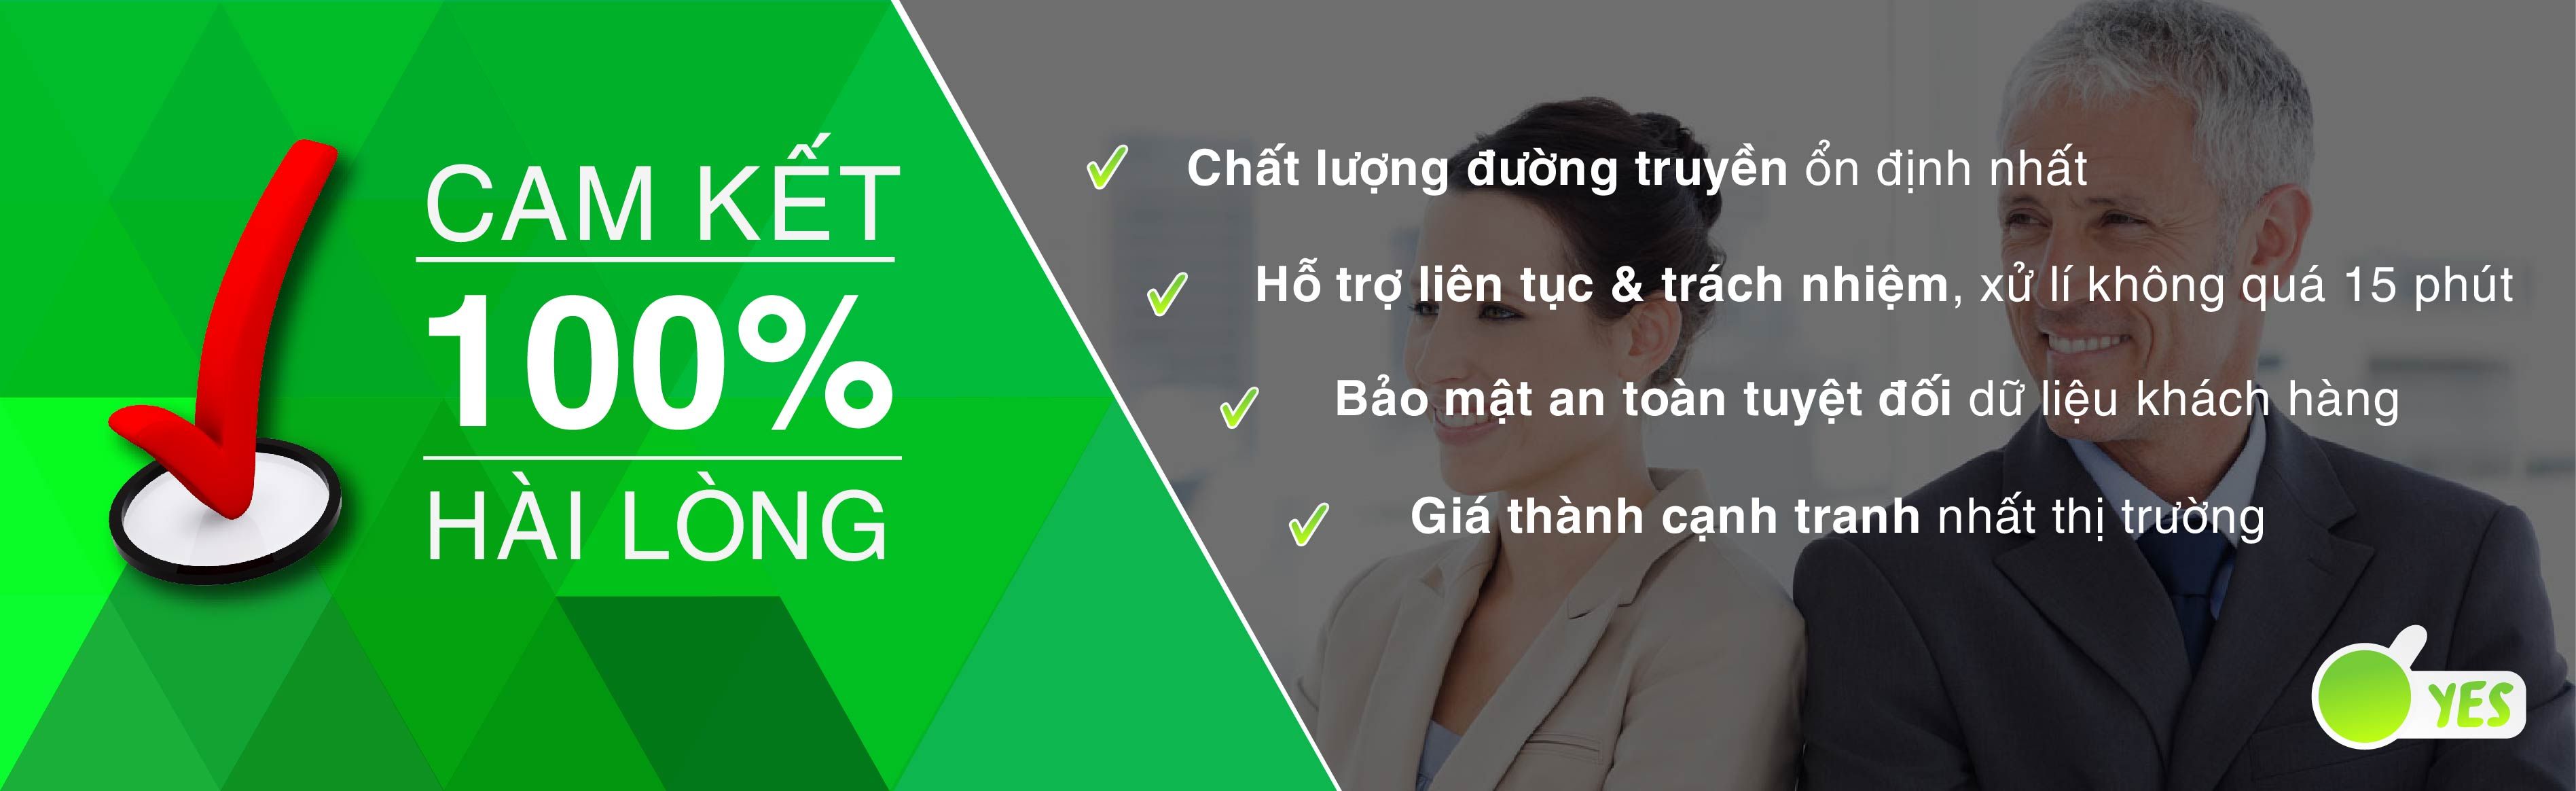 CAM KẾT
100%
HÀI LÒNG
Chất lượng đường truyền ổn định nhất
Hỗ trợ liên tục & trách nhiệm, xử lí không quá 15 phút
Bảo mật an toàn tuyệt đối dữ liệu khách hàng
Giá thành cạnh tranh nhất thị trường
YES